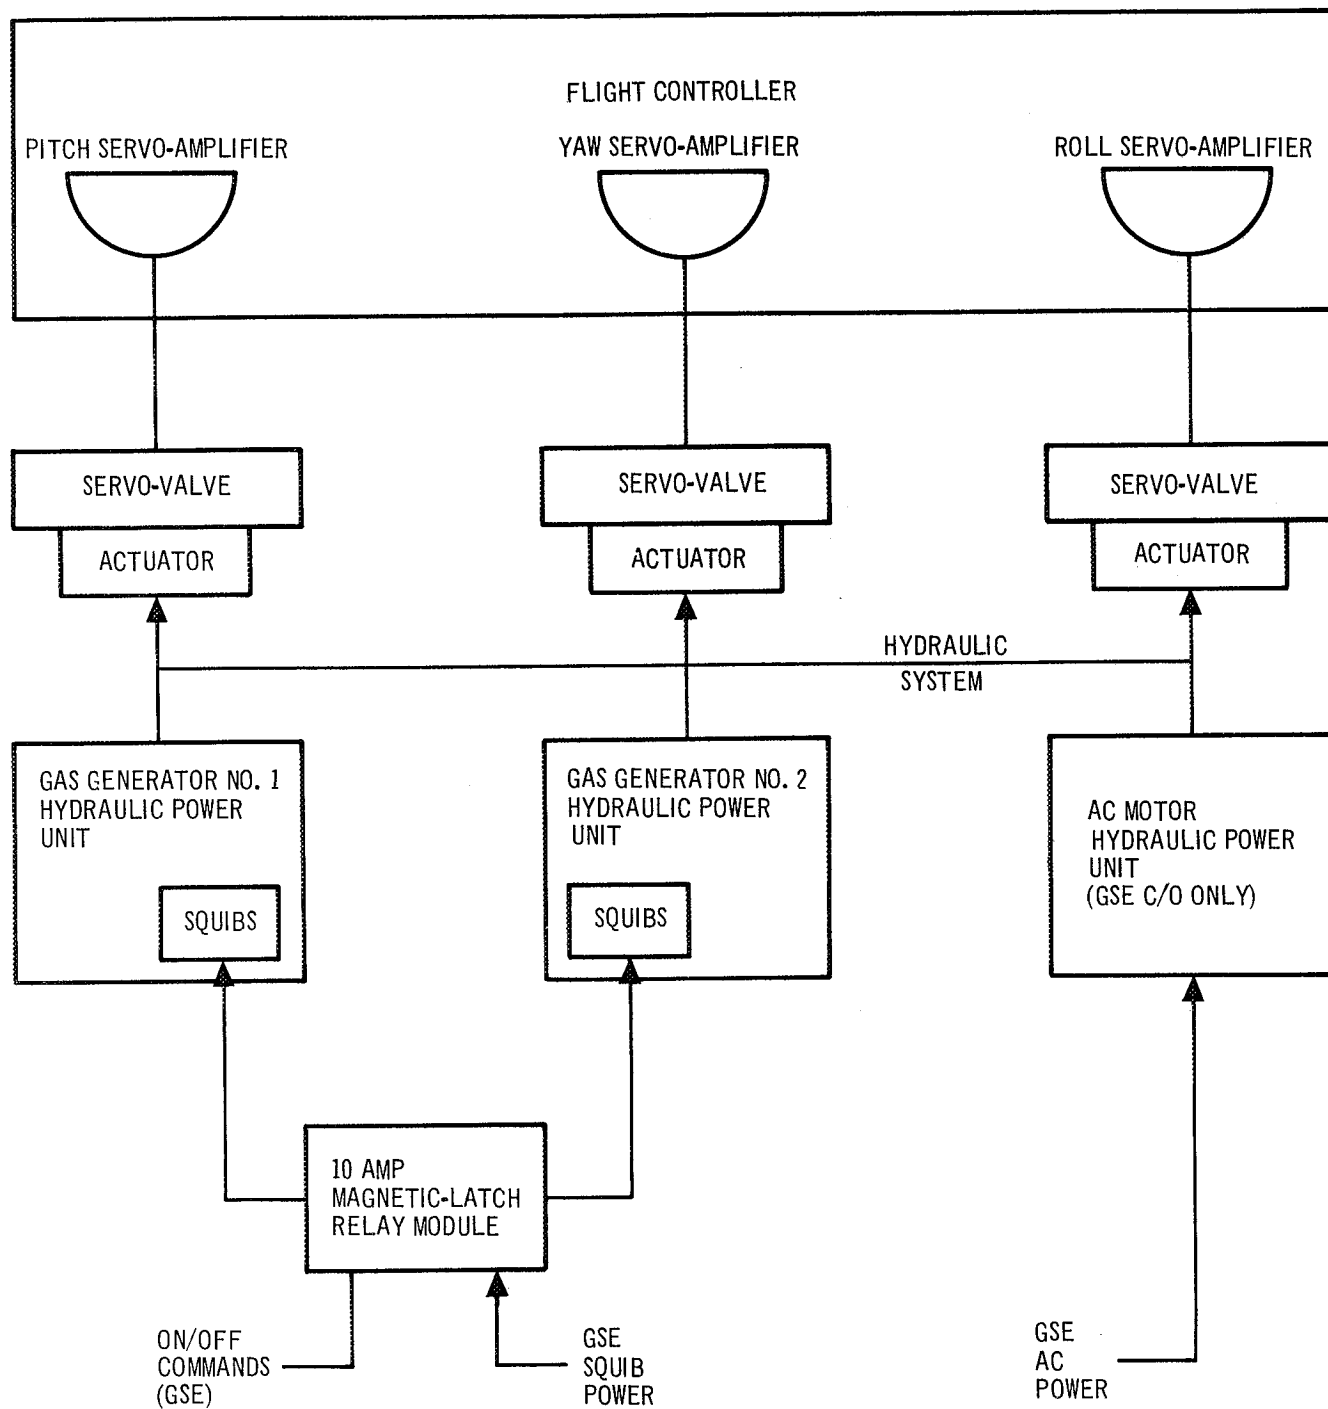 FLIGHT CONTROLLER
PITCH SERVO-AMPLIFIER
YAW SERVO-AMPLIFIER
ROLL SERVO-AMPLIFIER
SERVO-VALVE
SERVO-VALVE
SERVO-VALVE
ACTUATOR
ACTUATOR
ACTUATOR
HYDRAULIC
SYSTEM
GAS GENERATOR NO. 1
HYDRAULIC POWER
UNIT
SQUIBS
GAS GENERATOR NO. 2
HYDRAULIC POWER
UNIT
SQUIBS
AC MOTOR
HYDRAULIC POWER
UNIT
(GSE C/O ONLY)
10 AMP
MAGNETIC-LATCH
RELAY MODULE
ON/OFF
COMMANDS
(GSE)
GSE
SQUIB
POWER
GSE
AC
POWER